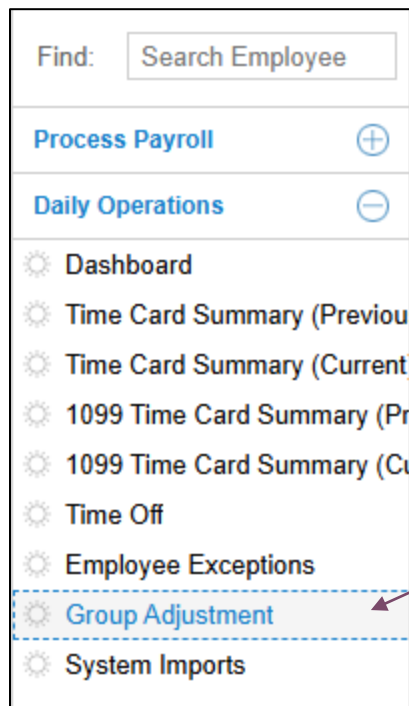 Find: Search Employee
Process Payroll
Daily Operations
Dashboard
Time Card Summary (Previou
Time Card Summary (Current)
1099 Time Card Summary (Pr
1099 Time Card Summary (Cu
Time Off
Employee Exceptions
Group Adjustment
System Imports